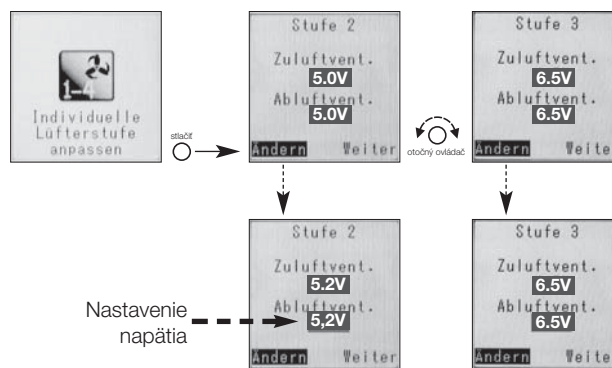 1-4
Individuelle
Lüfterstufe
anpassen
stlačiť
Stufe 2
Zuluftvent.
5.0V
Abluftvent.
5.0V
Ändern Weiter
otočný ovládač
Stufe 3
Zuluftvent.
6.5V
Abluftvent.
6.5V
Ändern Weite
Nastavenie
napätia
Stufe 2
Zuluftvent.
5.2V
Abluftvent.
5,2V
Ändern Weiter
Stufe 3
Zuluftvent.
6.5V
Abluftvent.
6.5V
Ändern Weite